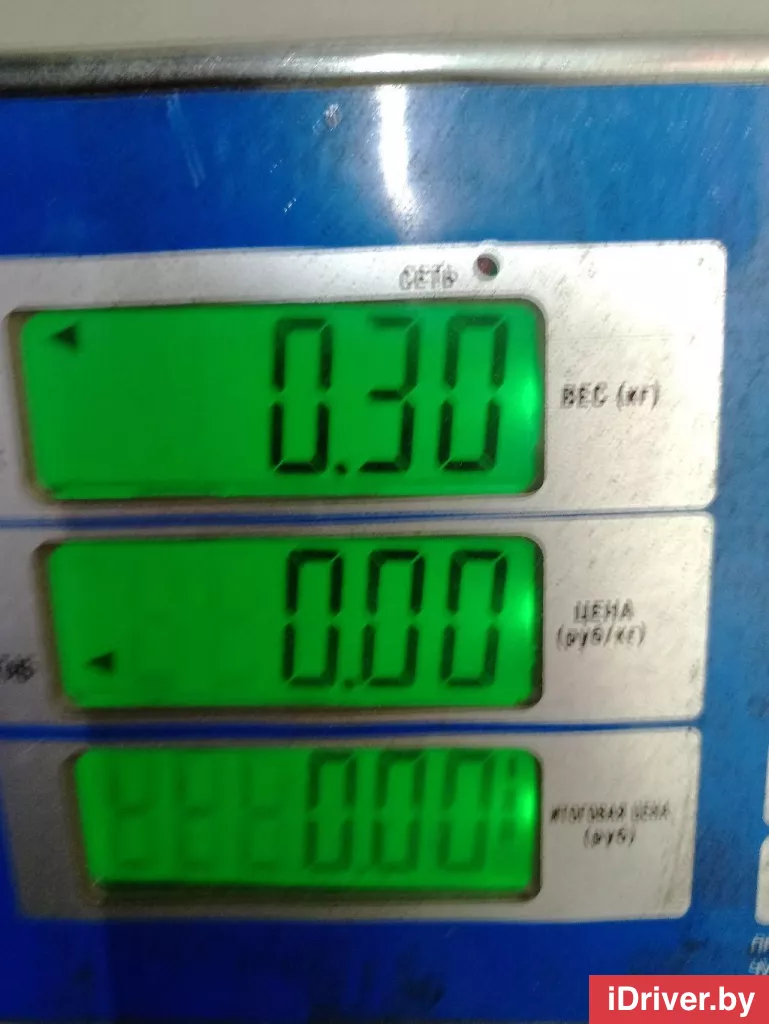 СЕТЬ
0.30
ВЕС (кг)
0.00
ЦЕНА
(руб/кг)
0.00
ИТОГОВАЯ ЦЕНА
(руб)
iDriver.by